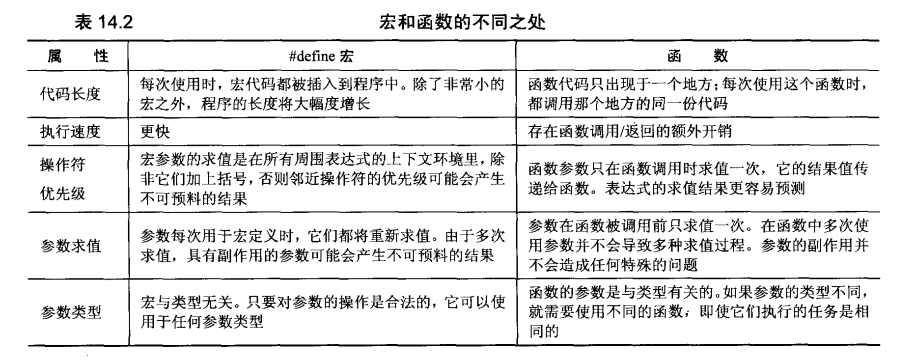 表 14.2 宏和函数的不同之处
属 性 #define 宏 函 数
代码长度 每次使用时，宏代码都被插入到程序中。除了非常小的 函数代码只出现于一个地方；每次使用这个函数时，
宏之外，程序的长度将大幅度增长 都调用那个地方的同一份代码
执行速度 更快 存在函数调用/返回的额外开销
操作符
优先级
宏参数的求值是在所有周围表达式的上下文环境里，除
非它们加上括号，否则邻近操作符的优先级可能会产生
不可预料的结果
函数参数只在函数调用时求值一次，它的结果值传
递给函数。表达式的求值结果更容易预测
参数求值
参数每次用于宏定义时，它们都将重新求值。由于多次
求值，具有副作用的参数可能会产生不可预料的结果
参数在函数被调用前只求值一次。在函数中多次使
用参数并不会导致多种求值过程。参数的副作用并
不会造成任何特殊的问题
参数类型
宏与类型无关。只要对参数的操作是合法的，它可以使
用于任何参数类型
函数的参数是与类型有关的。如果参数的类型不同，
就需要使用不同的函数，即使它们执行的任务是相
同的